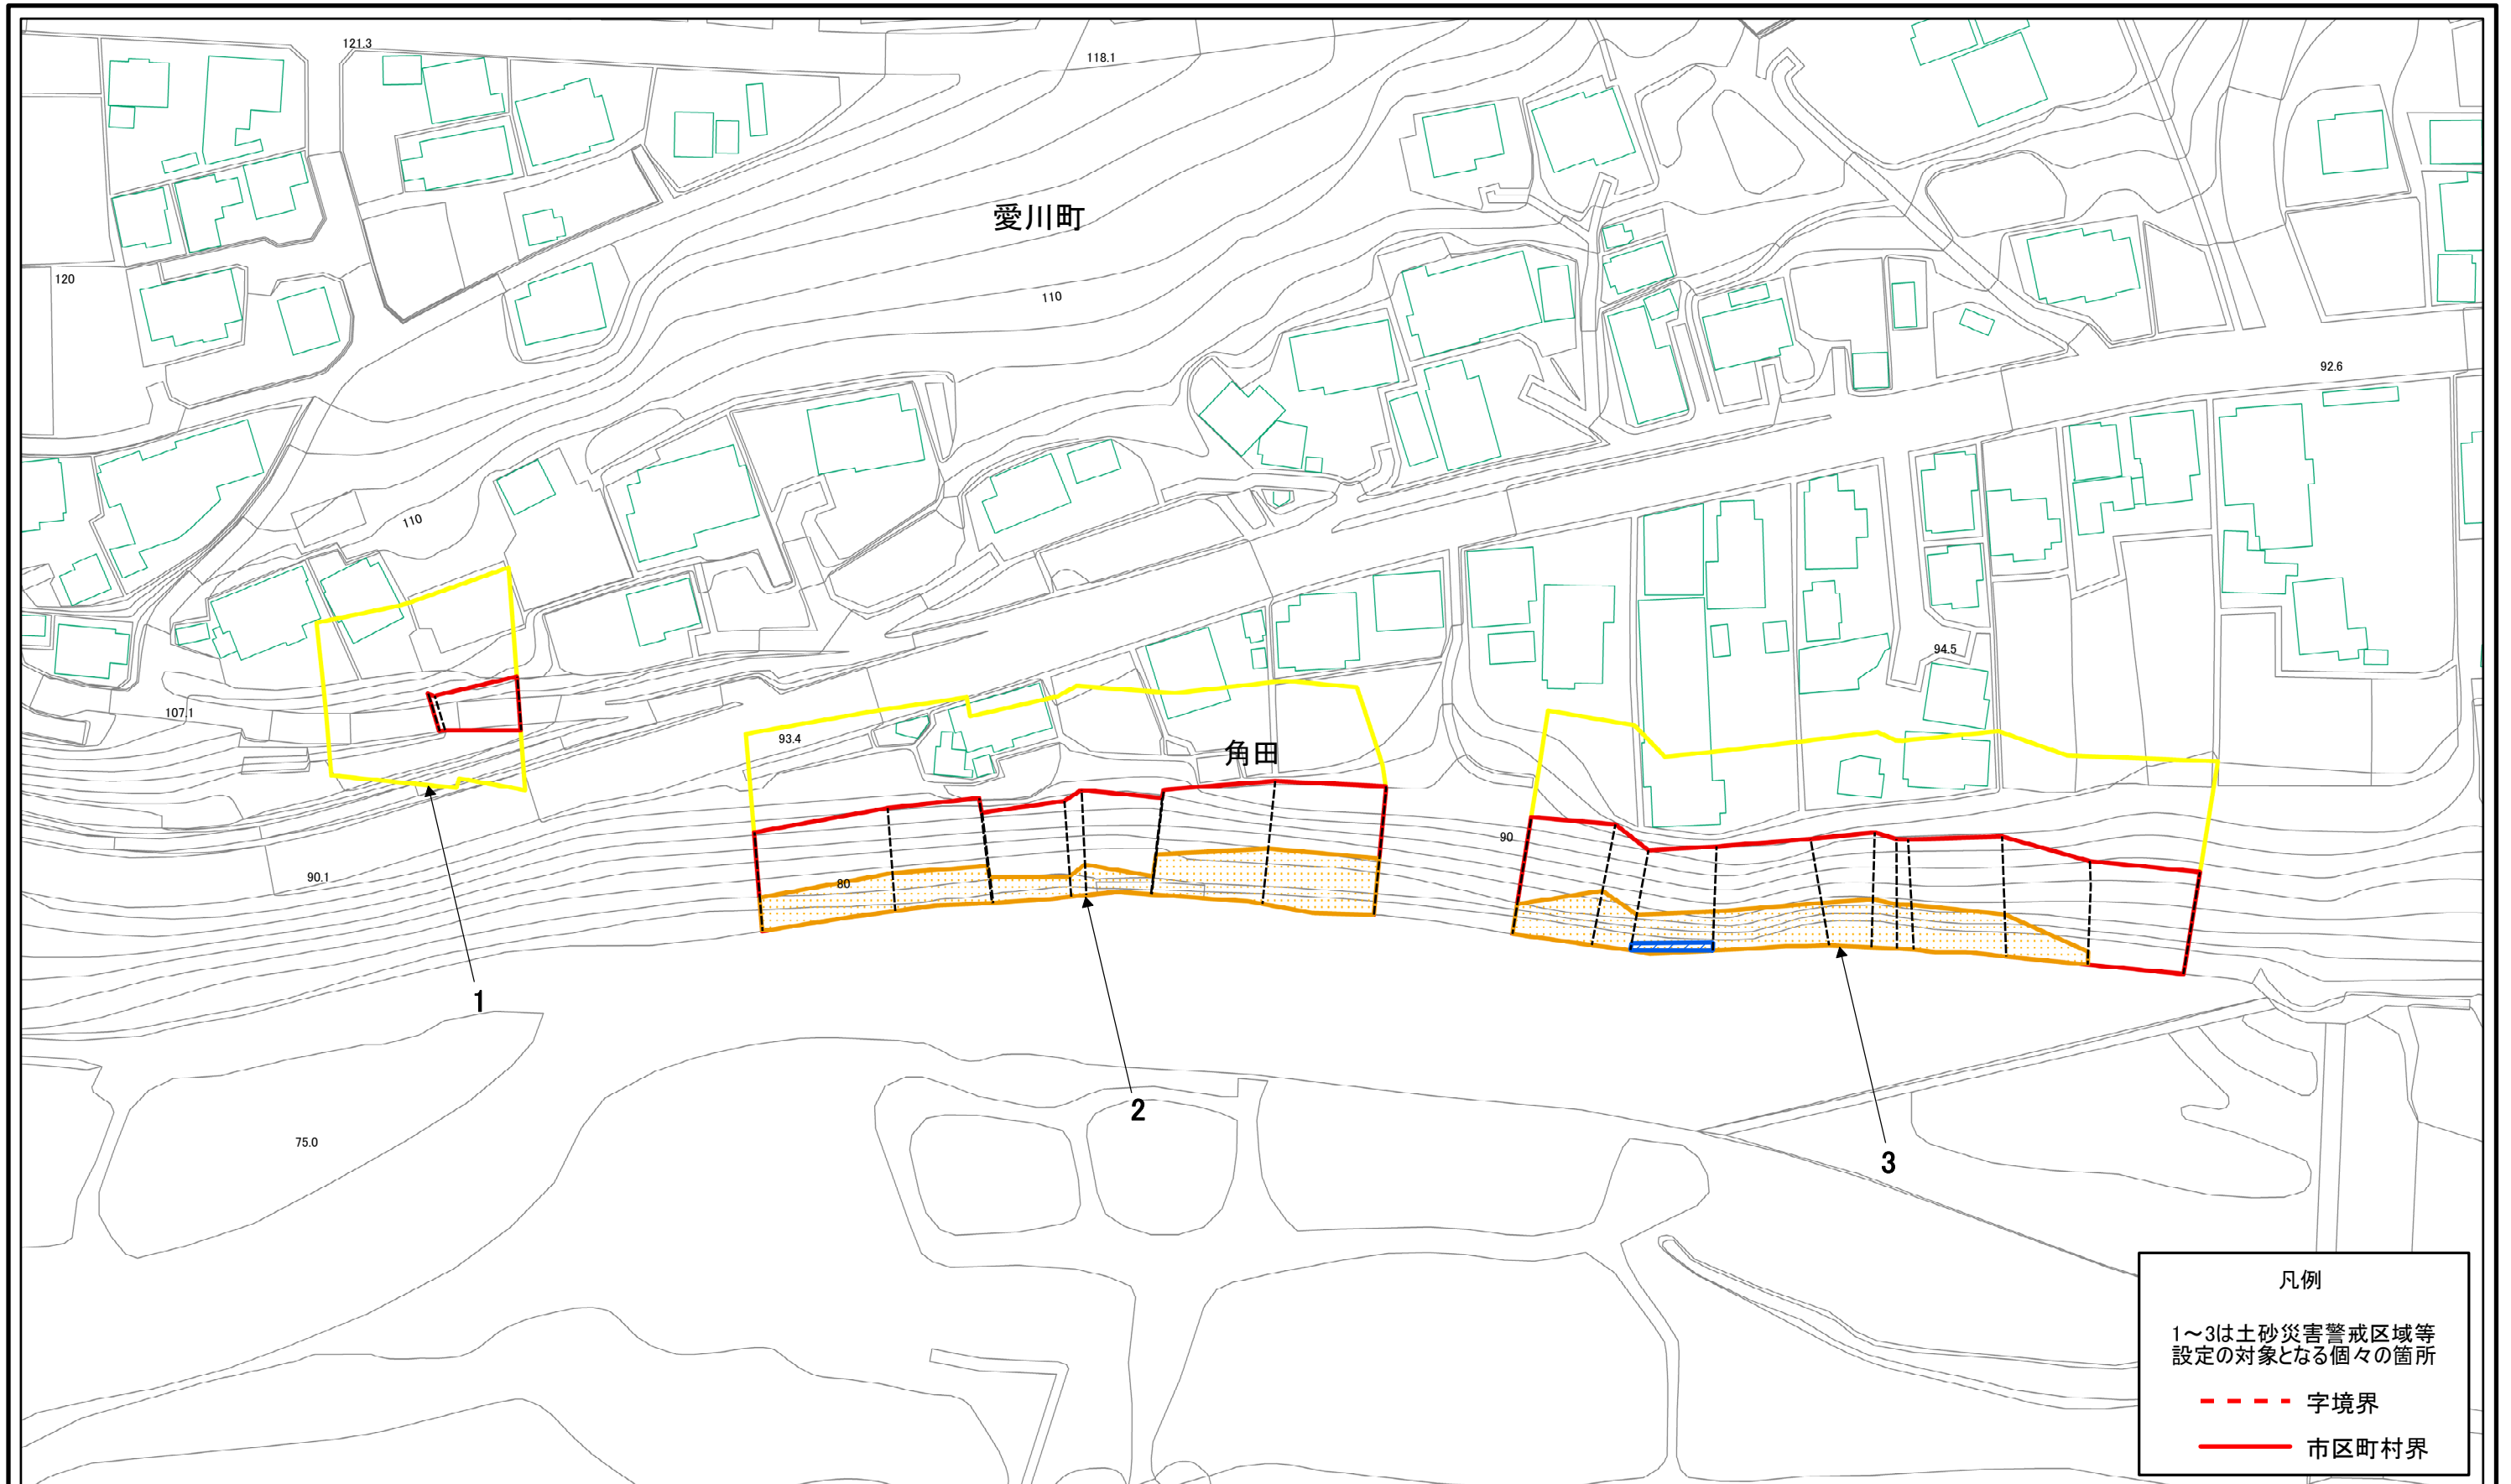 121.3
118.1
愛川町
120
110
92.6
110
94.5
107.1
93.4
角田
90
90.1
80
1
2
3
75.0
凡例
1～3は土砂災害警戒区域等
設定の対象となる個々の箇所
字境界
市区町村界